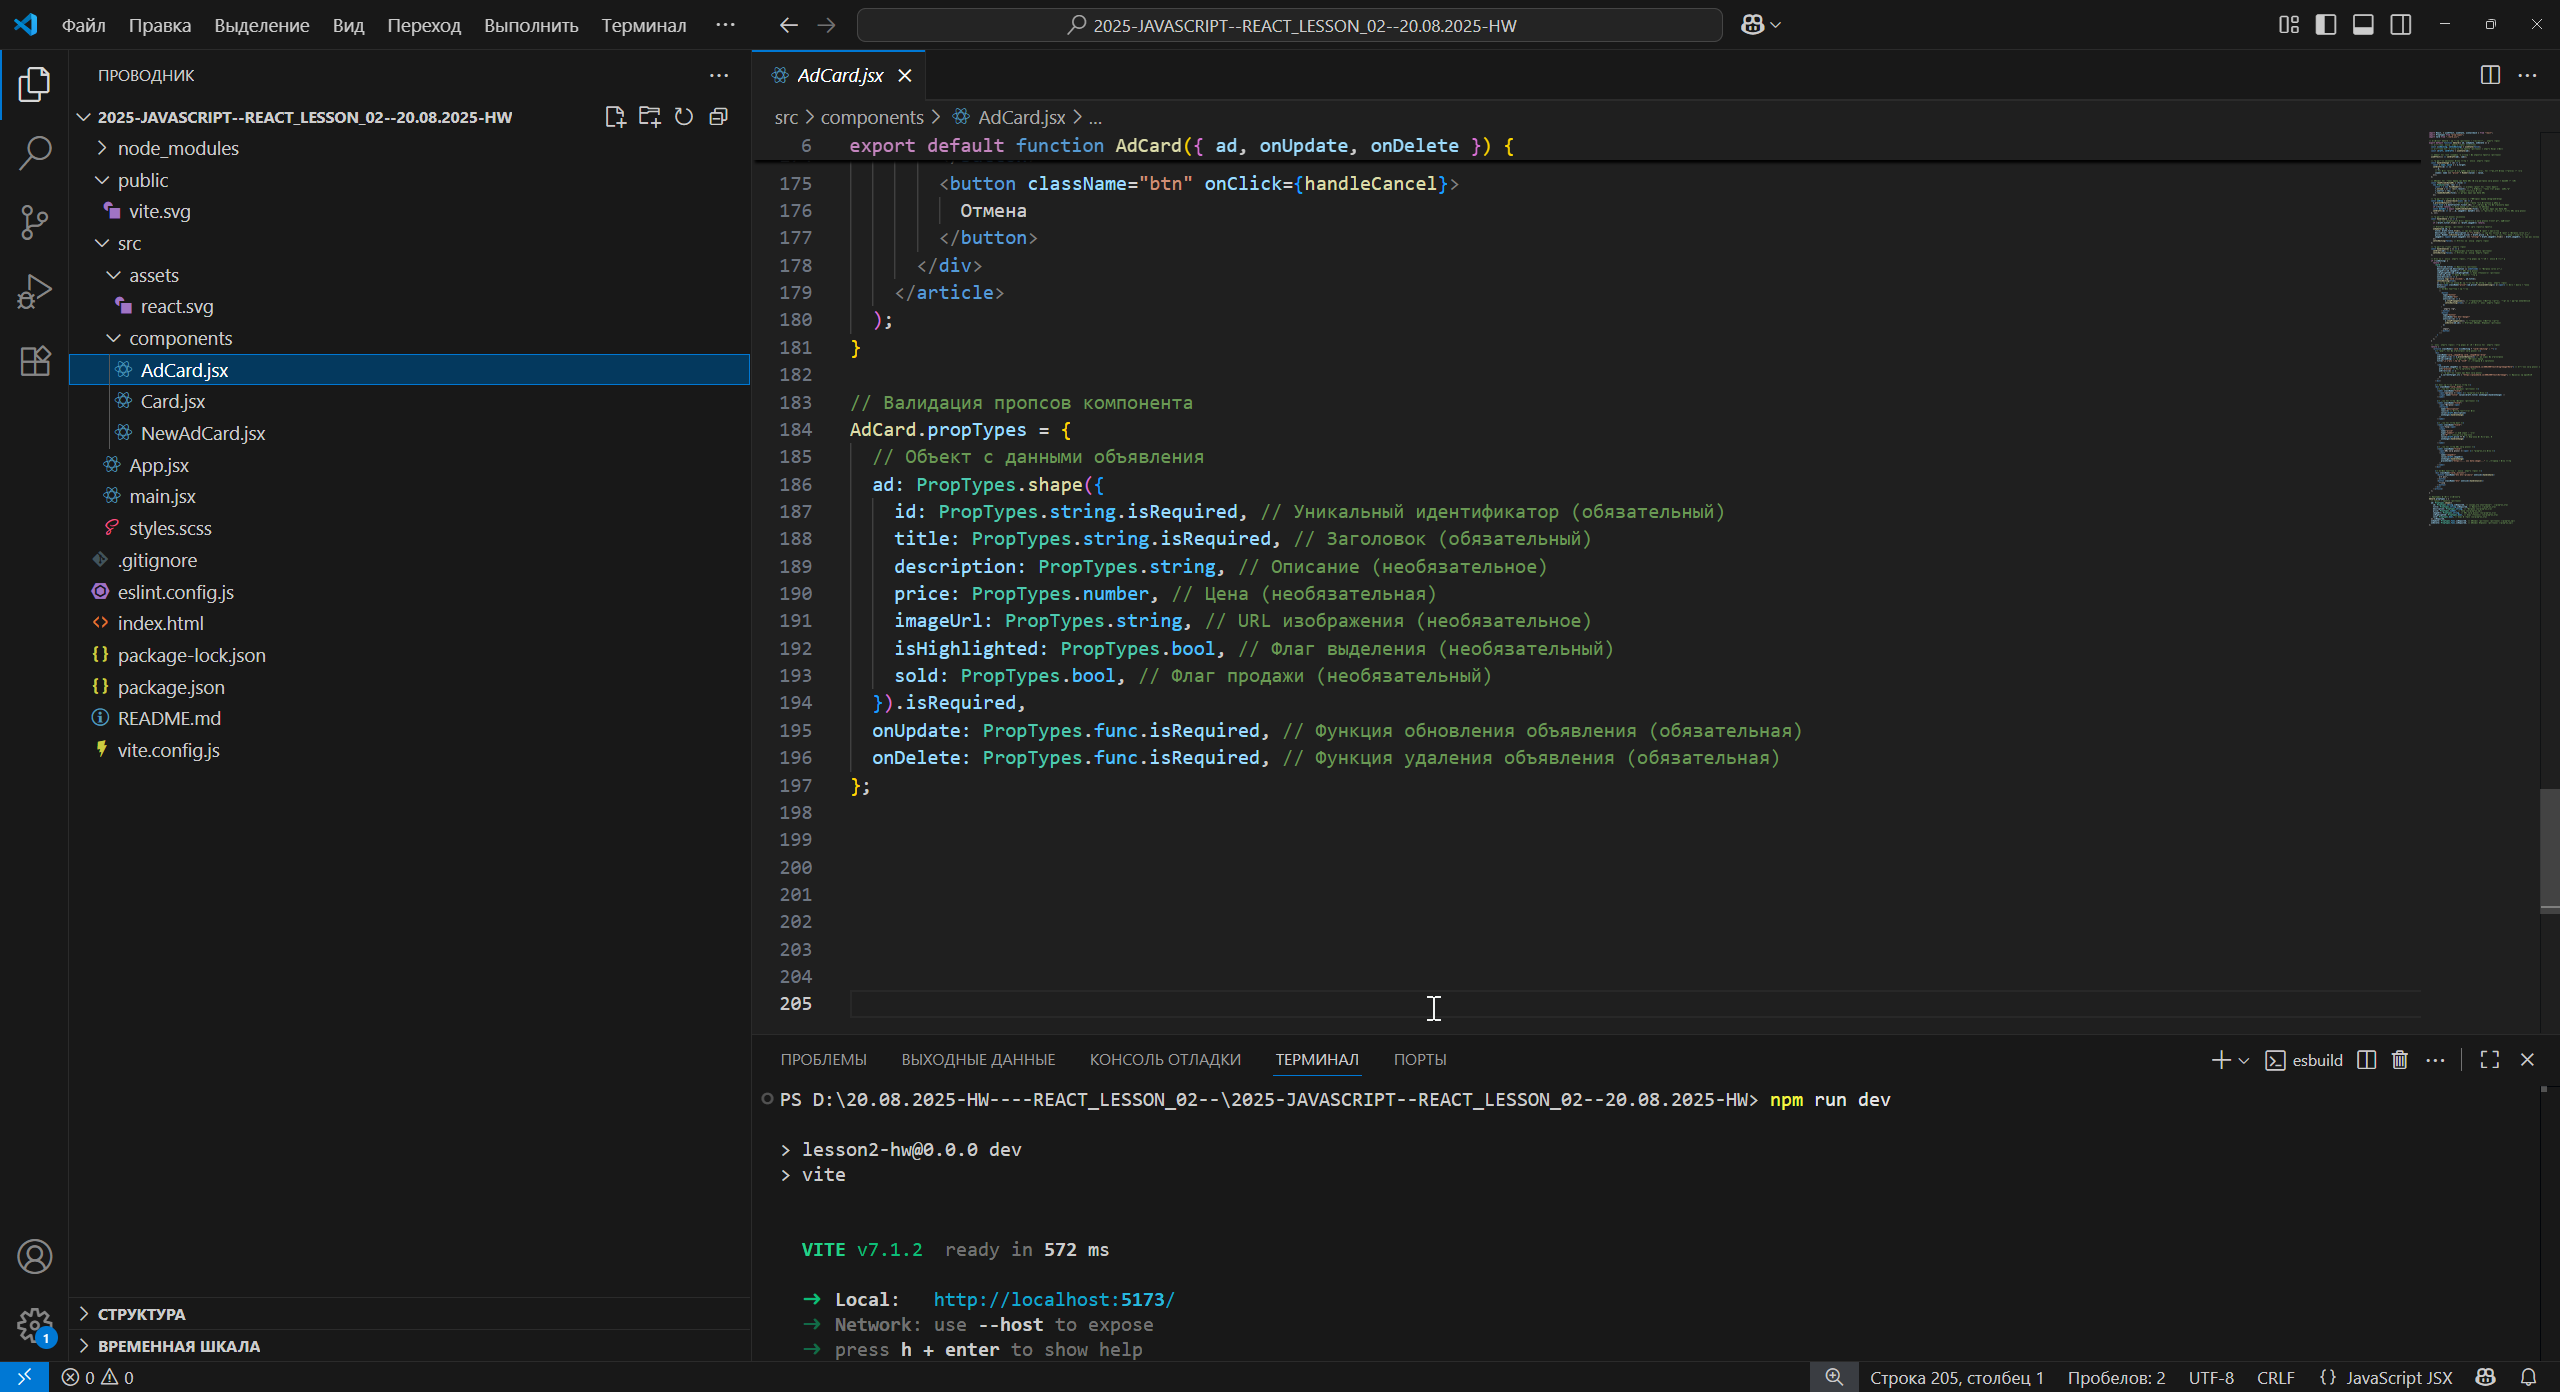 Файл Правка Выделение Вид Переход Выполнить Терминал ··· 2025-JAVASCRIPT--REACT_LESSON_02--20.08.2025-HW
ПРОВОДНИК
2025-JAVASCRIPT--REACT_LESSON_02--20.08.2025-HW
node_modules
public
vite.svg
src
assets
react.svg
components
AdCard.jsx
Card.jsx
NewAdCard.jsx
App.jsx
main.jsx
styles.scss
.gitignore
eslint.config.js
index.html
package-lock.json
package.json
README.md
vite.config.js
СТРУКТУРА
ВРЕМЕННАЯ ШКАЛА
AdCard.jsx
src > components > AdCard.jsx > ...
6 export default function AdCard({ ad, onUpdate, onDelete }) {
175 <button className="btn" onClick={handleCancel}>
176 Отмена
177 </button>
178 </div>
179 </article>
180 );
181 }
182
183 // Валидация пропсов компонента
184 AdCard.propTypes = {
185 // Объект с данными объявления
186 ad: PropTypes.shape({
187 id: PropTypes.string.isRequired, // Уникальный идентификатор (обязательный)
188 title: PropTypes.string.isRequired, // Заголовок (обязательный)
189 description: PropTypes.string, // Описание (необязательное)
190 price: PropTypes.number, // Цена (необязательная)
191 imageUrl: PropTypes.string, // URL изображения (необязательное)
192 isHighlighted: PropTypes.bool, // Флаг выделения (необязательный)
193 sold: PropTypes.bool, // Флаг продажи (необязательный)
194 }).isRequired,
195 onUpdate: PropTypes.func.isRequired, // Функция обновления объявления (обязательная)
196 onDelete: PropTypes.func.isRequired, // Функция удаления объявления (обязательная)
197 };
198
199
200
201
202
203
204
205
ПРОБЛЕМЫ ВЫХОДНЫЕ ДАННЫЕ КОНСОЛЬ ОТЛАДКИ ТЕРМИНАЛ ПОРТЫ esbuild
PS D:\20.08.2025-HW----REACT_LESSON_02--\2025-JAVASCRIPT--REACT_LESSON_02--20.08.2025-HW> npm run dev
> lesson2-hw@0.0.0 dev
> vite
VITE v7.1.2 ready in 572 ms
➜ Local: http://localhost:5173/
➜ Network: use --host to expose
➜ press h + enter to show help
1
0 0 Строка 205, столбец 1 Пробелов: 2 UTF-8 CRLF {} JavaScript JSX